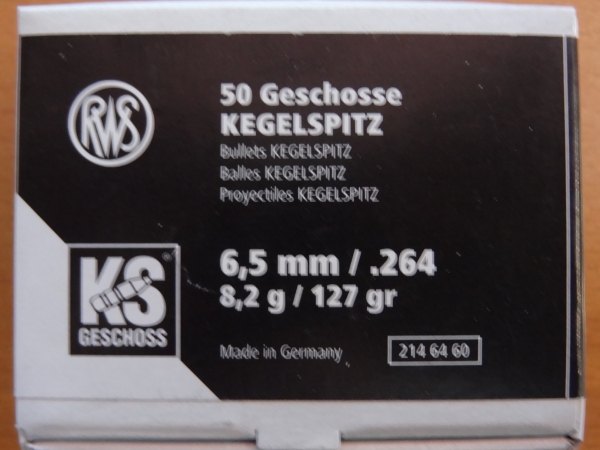 RWS
50 Geschosse
KEGELSPITZ
Bullets KEGELSPITZ
Balles KEGELSPITZ
Proyectiles KEGELSPITZ
KS®
GESCHOSS
6,5 mm / .264
8,2 g / 127 gr
Made in Germany
214 64 60